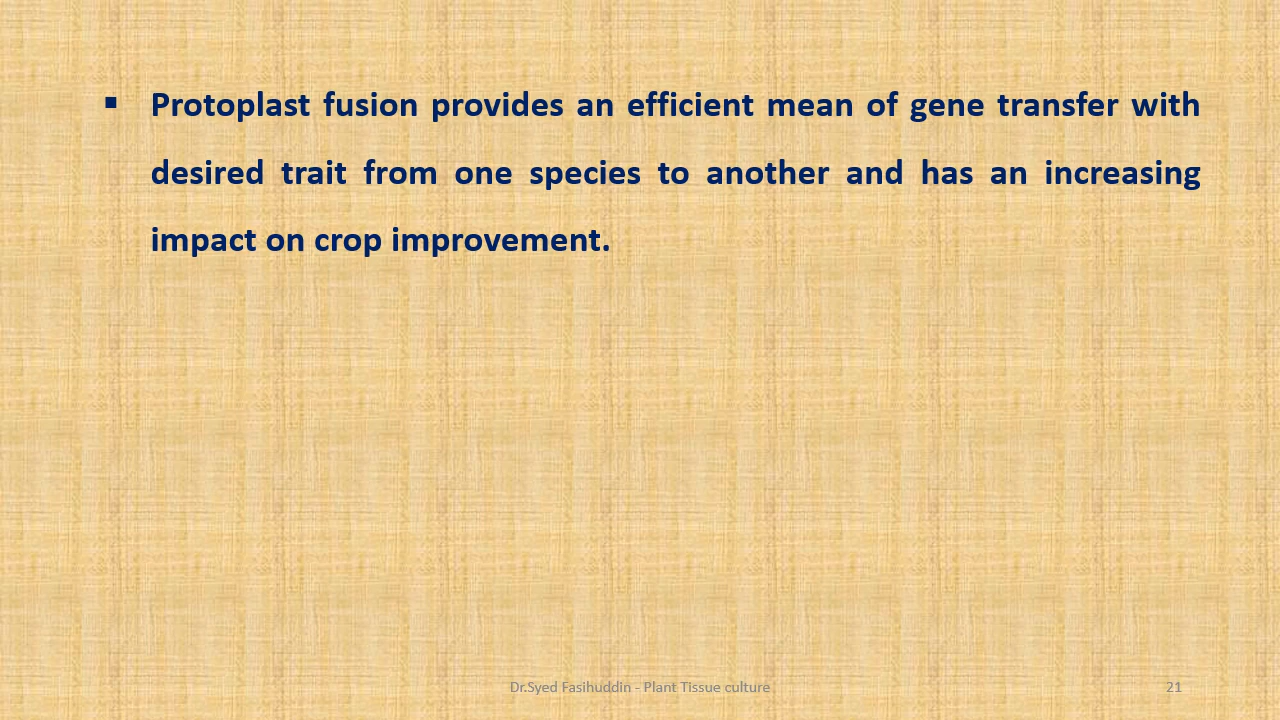 ▪ Protoplast fusion provides an efficient mean of gene transfer with
desired trait from one species to another and has an increasing
impact on crop improvement.
Dr.Syed Fasihuddin - Plant Tissue culture
21